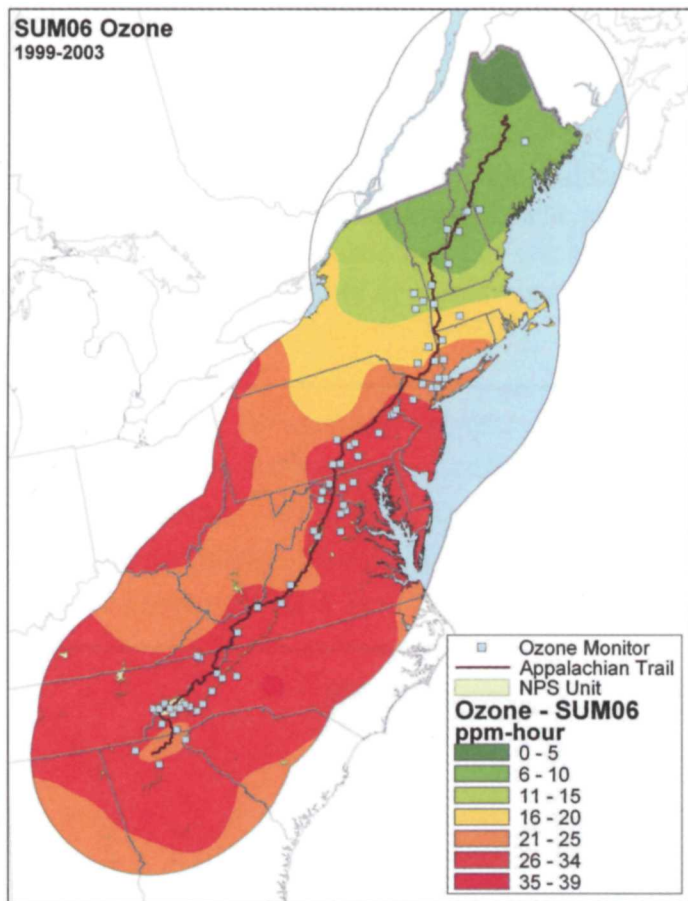 SUM06 Ozone
1999-2003
Ozone Monitor
Appalachian Trail
NPS Unit
Ozone - SUM06
ppm-hour
0 - 5
6 - 10
11 - 15
16 - 20
21 - 25
26 - 34
35 - 39